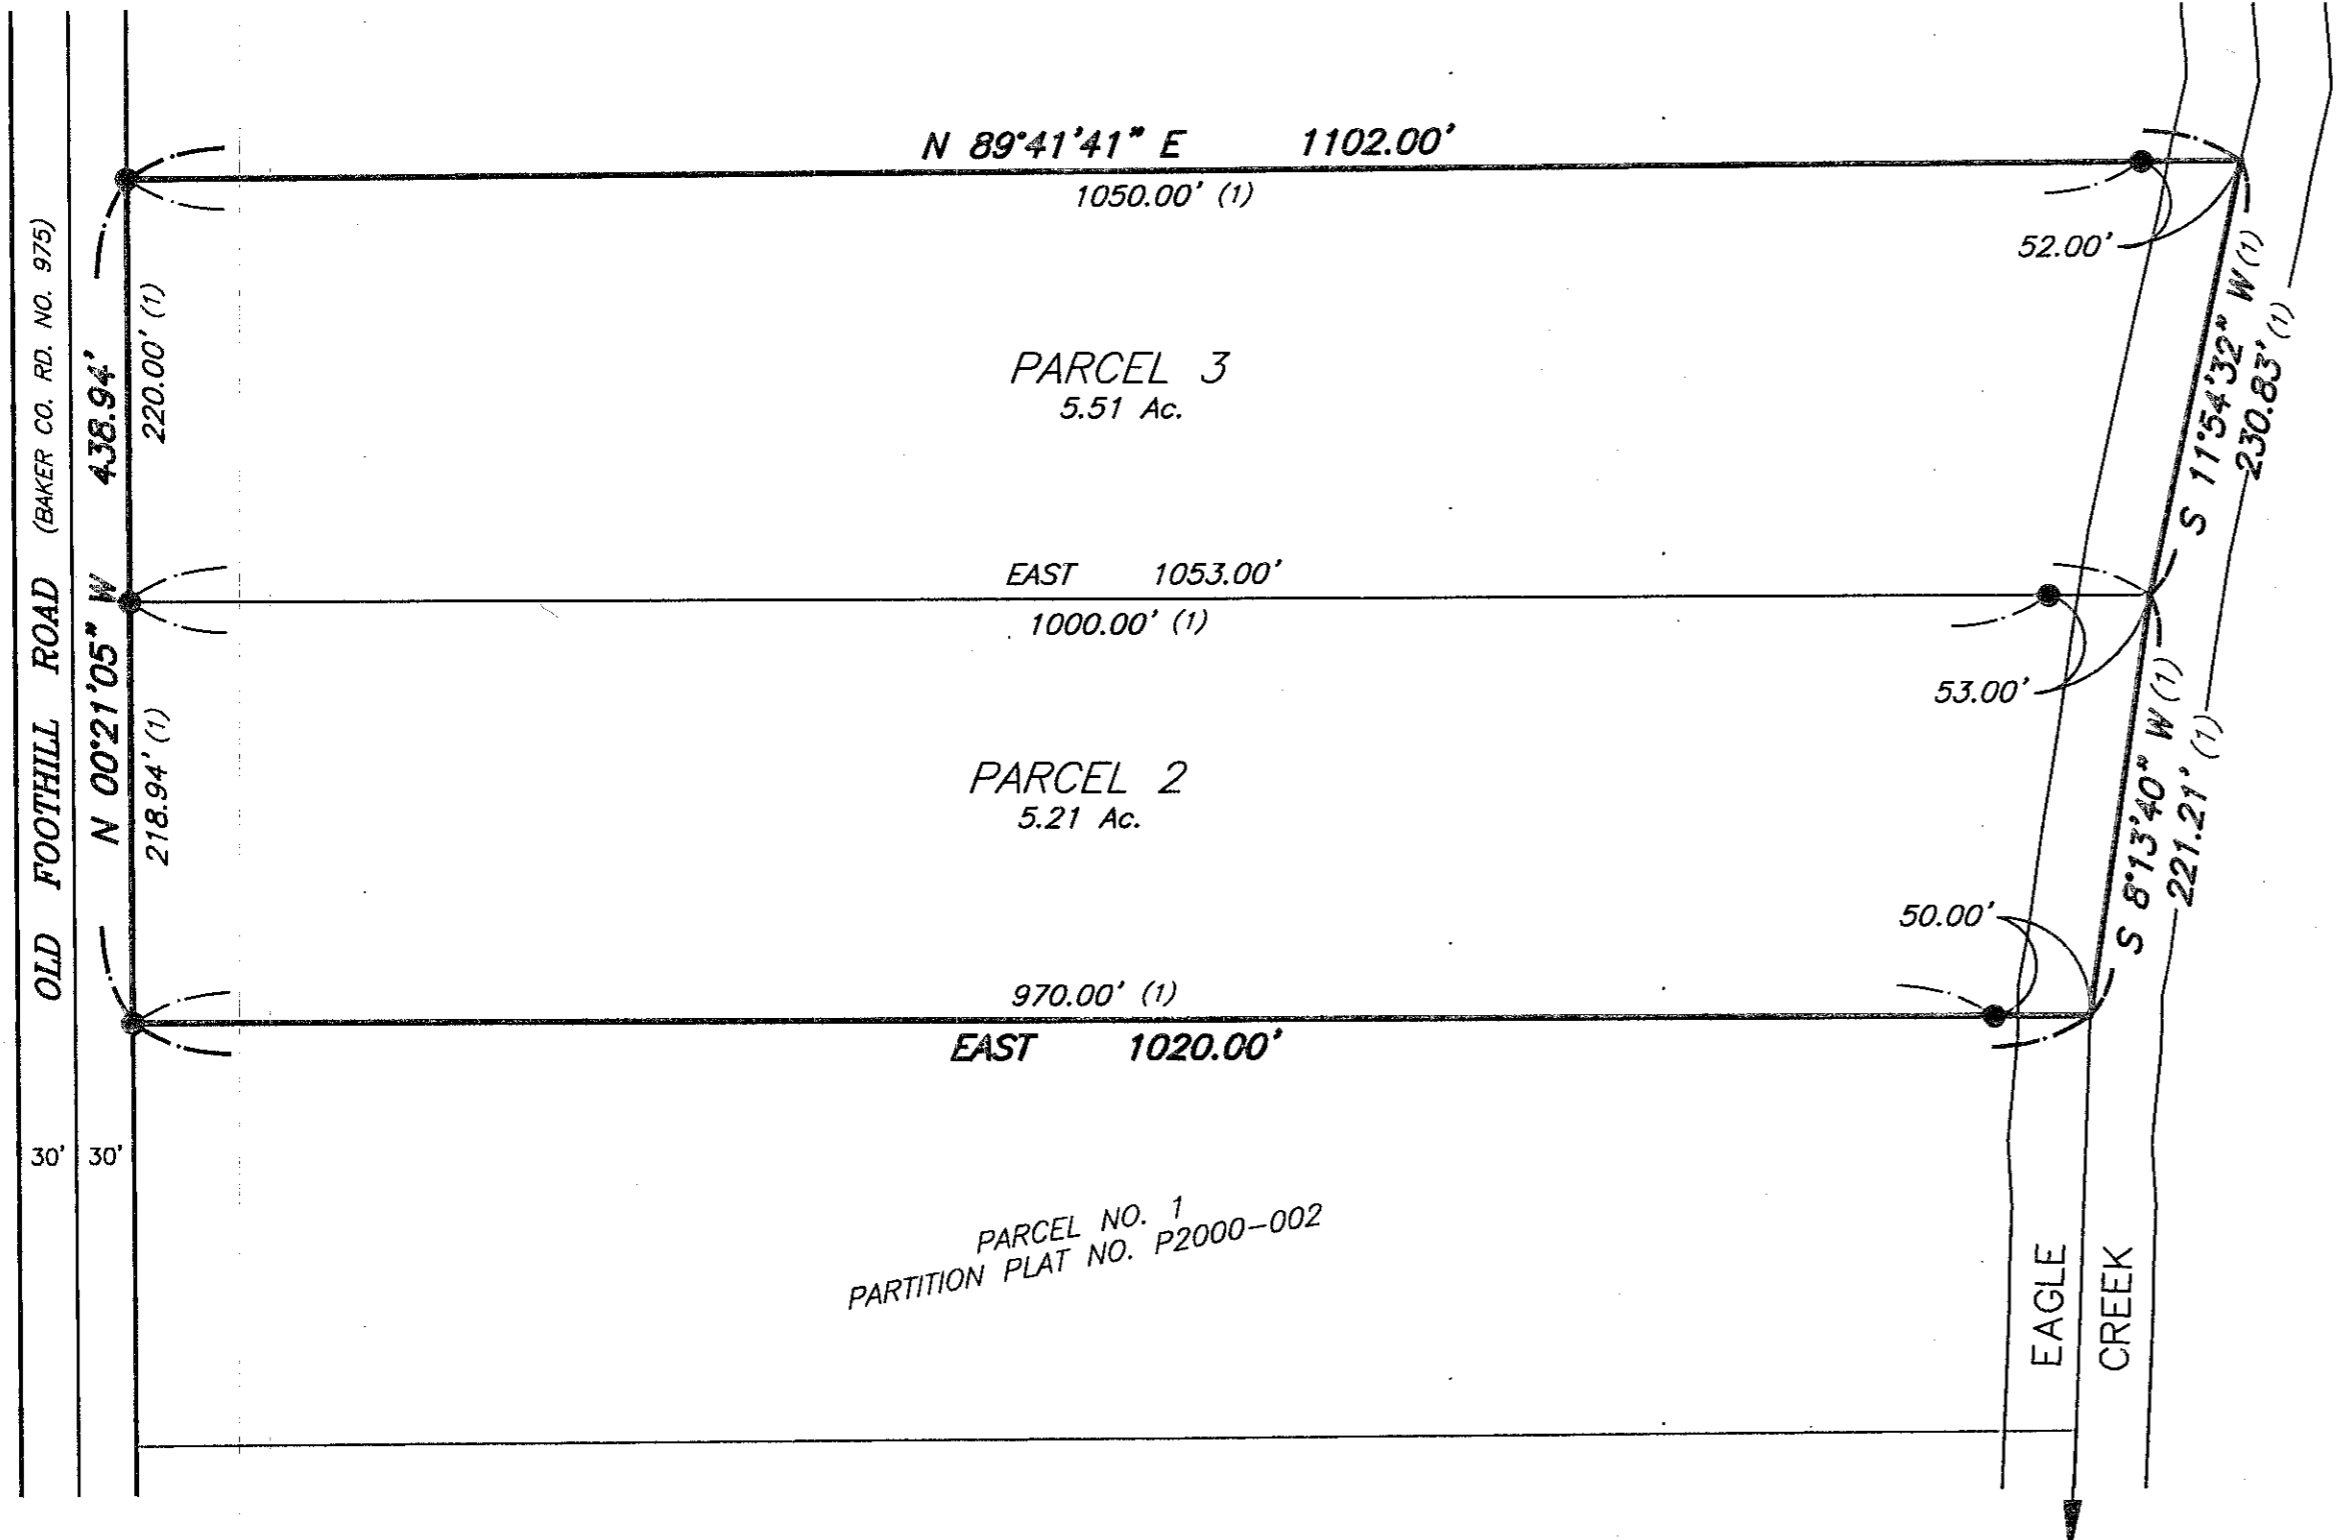 N 89°41'41" E 1102.00'
1050.00' (1)
52.00'
OLD FOOTHILL ROAD (BAKER CO. RD. NO. 975)
N 00°21'05" W 438.94'
220.00' (1)
S 11°54'32" W (1)
230.83' (1)
PARCEL 3
5.51 Ac.
EAST 1053.00'
1000.00' (1)
53.00'
218.94' (1)
S 8°13'40" W (1)
221.21' (1)
PARCEL 2
5.21 Ac.
50.00'
970.00' (1)
EAST 1020.00'
30' 30'
PARCEL NO. 1
PARTITION PLAT NO. P2000-002
EAGLE
CREEK